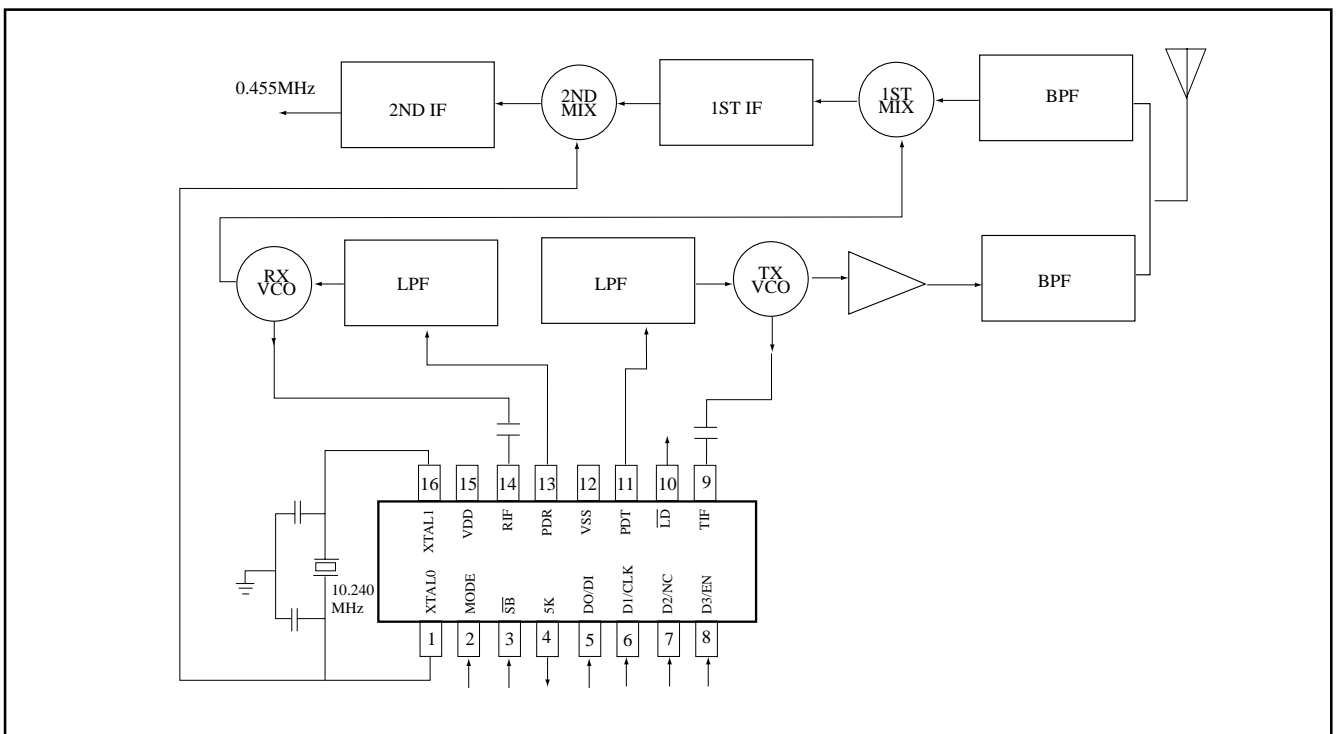 0.455MHz
2ND IF
2ND
MIX
1ST IF
1ST
MIX
BPF
RX
VCO
LPF
LPF
TX
VCO
BPF
16
15
14
13
12
11
10
9
XTAL1
VDD
RIF
PDR
VSS
PDT
L̅D̅
TIF
10.240
MHz
XTAL0
MODE
S̅B̅
5K
DO/DI
D1/CLK
D2/NC
D3/EN
1
2
3
4
5
6
7
8